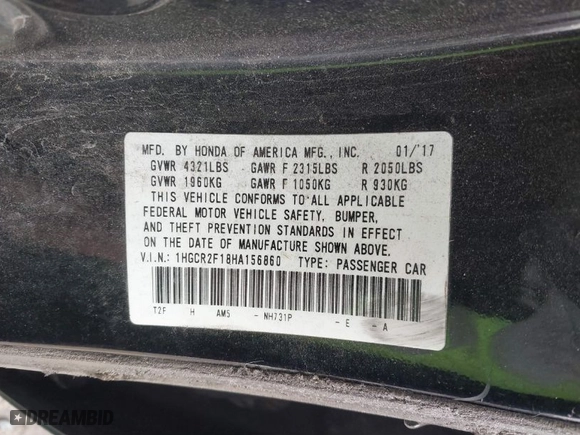 MFD. BY HONDA OF AMERICA MFG., INC. 01/'17
GVWR 4321LBS GAWR F 2315LBS R 2050LBS
GVWR 1960KG GAWR F 1050KG R 930KG
THIS VEHICLE CONFORMS TO ALL APPLICABLE
FEDERAL MOTOR VEHICLE SAFETY, BUMPER,
AND THEFT PREVENTION STANDARDS IN EFFECT
ON THE DATE OF MANUFACTURE SHOWN ABOVE.
V.I.N.: 1HGCR2F18HA156860 TYPE: PASSENGER CAR
T2F H AM5 - NH731P - E - A
DREAMBID